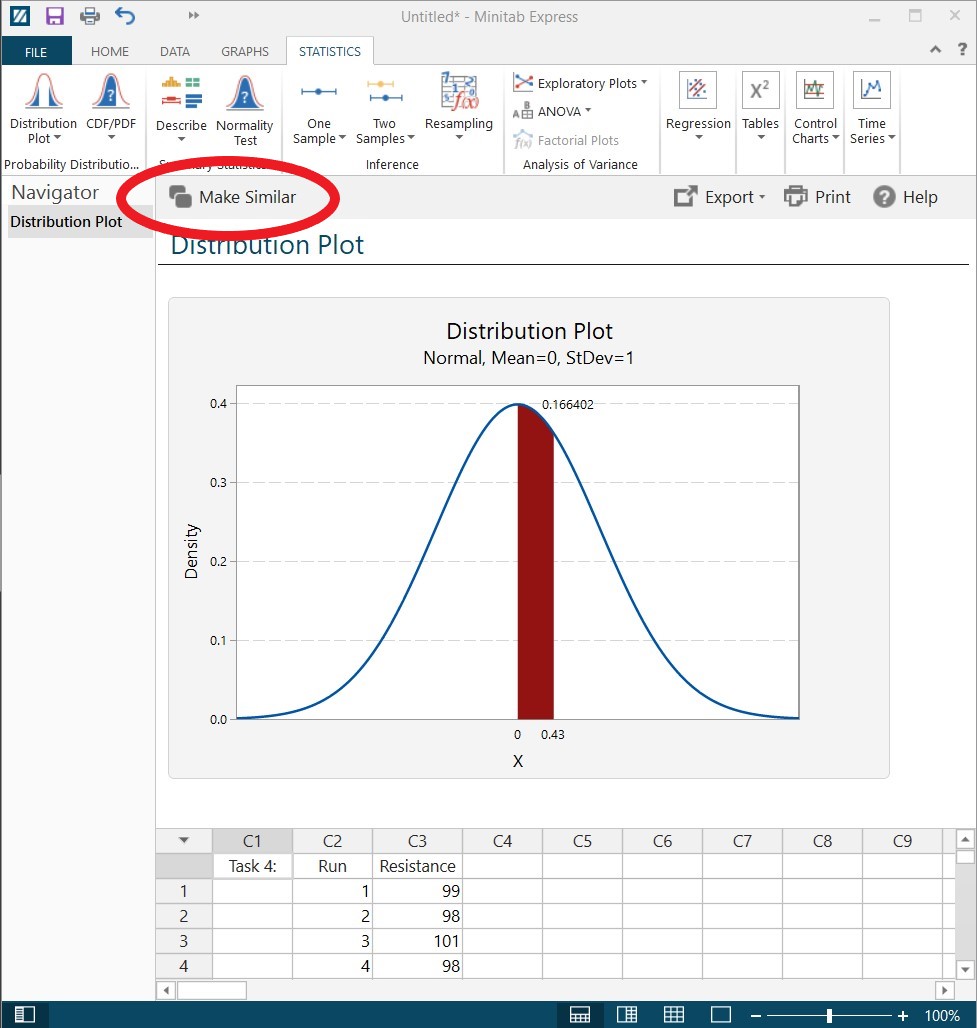 Untitled* - Minitab Express
FILE HOME DATA GRAPHS STATISTICS
Distribution Plot
CDF/PDF
Probability Distributio...
Describe
Normality Test
Summary Statistics
One Sample
Two Samples
Resampling
Inference
Exploratory Plots
ANOVA
Factorial Plots
Analysis of Variance
Regression
X²
Tables
Control Charts
Time Series
Navigator
Distribution Plot
Make Similar
Export Print Help
Distribution Plot
Distribution Plot
Normal, Mean=0, StDev=1
0.4
0.166402
0.3
0.2
0.1
0.0
Density
0 0.43
X
C1 C2 C3 C4 C5 C6 C7 C8 C9
Task 4: Run Resistance
1 1 99
2 2 98
3 3 101
4 4 98
100%